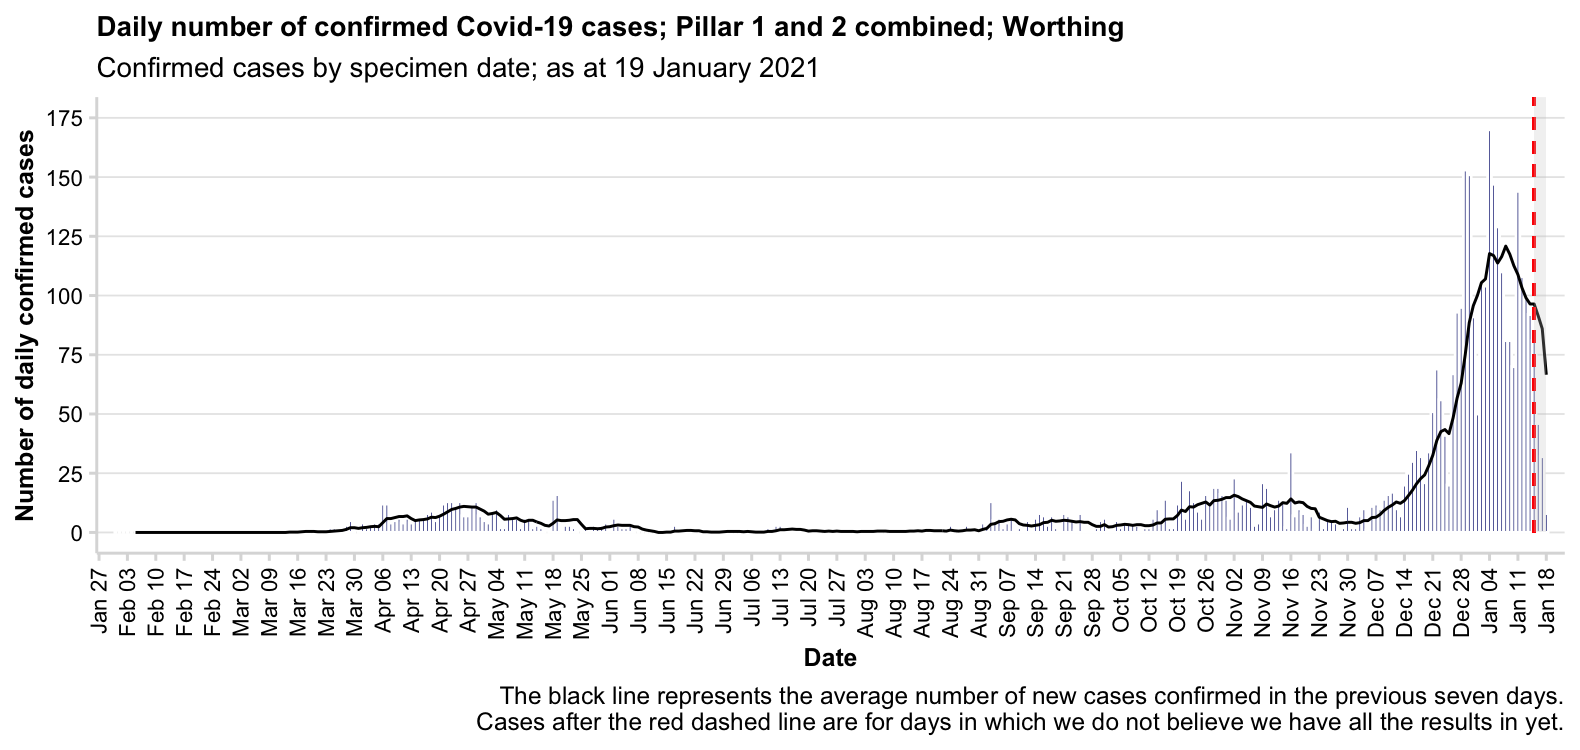 Daily number of confirmed Covid-19 cases; Pillar 1 and 2 combined; Worthing
Confirmed cases by specimen date; as at 19 January 2021
Number of daily confirmed cases
175
150
125
100
75
50
25
0
Jan 27
Feb 03
Feb 10
Feb 17
Feb 24
Mar 02
Mar 09
Mar 16
Mar 23
Mar 30
Apr 06
Apr 13
Apr 20
Apr 27
May 04
May 11
May 18
May 25
Jun 01
Jun 08
Jun 15
Jun 22
Jun 29
Jul 06
Jul 13
Jul 20
Jul 27
Aug 03
Aug 10
Aug 17
Aug 24
Aug 31
Sep 07
Sep 14
Sep 21
Sep 28
Oct 05
Oct 12
Oct 19
Oct 26
Nov 02
Nov 09
Nov 16
Nov 23
Nov 30
Dec 07
Dec 14
Dec 21
Dec 28
Jan 04
Jan 11
Jan 18
Date
The black line represents the average number of new cases confirmed in the previous seven days.
Cases after the red dashed line are for days in which we do not believe we have all the results in yet.